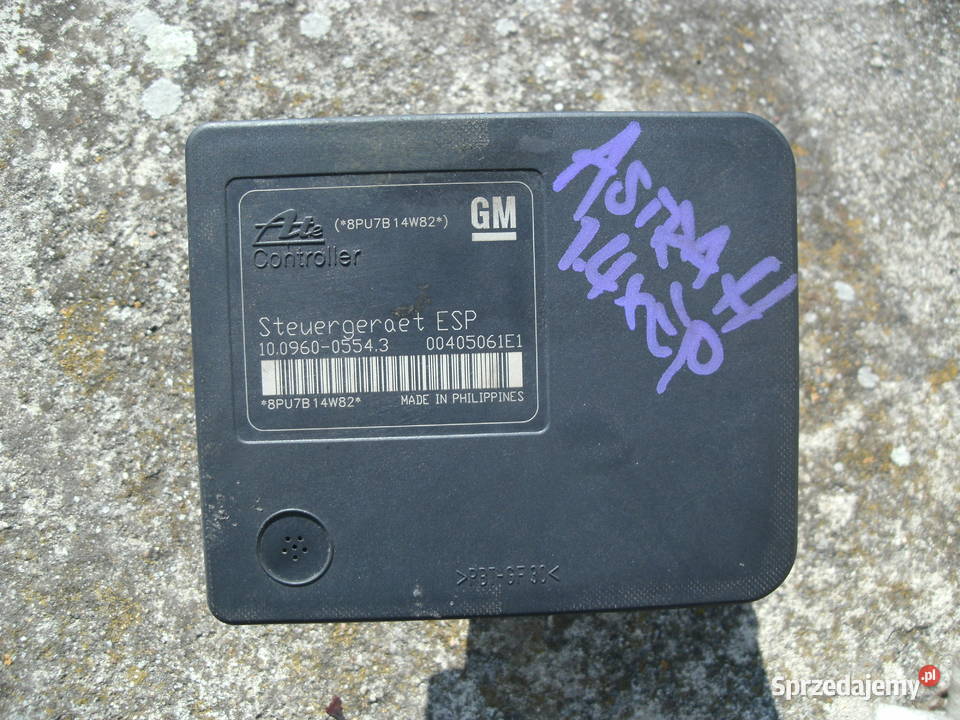 Ate (*8PU7B14W82*) GM
Controller
Steuergeraet ESP
10.0960-0554.3 00405061E1
*8PU7B14W82* MADE IN PHILIPPINES
ASTRA H
1.4
>PBT-GF30<
Sprzedajemy.pl